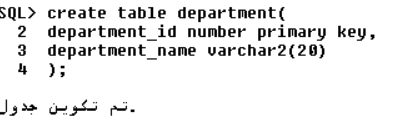 SQL> create table department(
2 department_id number primary key,
3 department_name varchar2(20)
4 );
تم تكوين جدول.